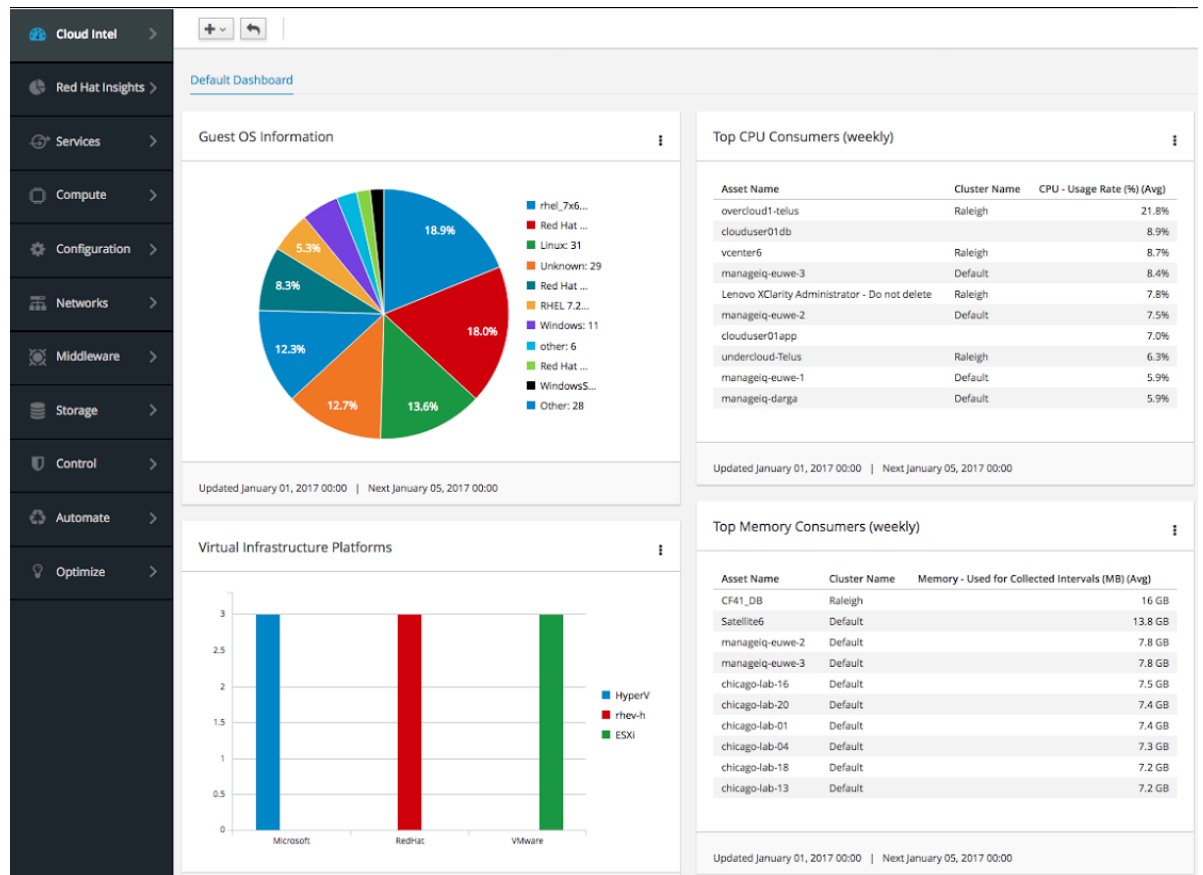 Cloud Intel
Red Hat Insights
Services
Compute
Configuration
Networks
Middleware
Storage
Control
Automate
Optimize
Default Dashboard
Guest OS Information
18.9%
18.0%
13.6%
12.7%
12.3%
8.3%
5.3%
rhel_7x6...
Red Hat ...
Linux: 31
Unknown: 29
Red Hat ...
RHEL 7.2...
Windows: 11
other: 6
Red Hat ...
WindowsS...
Other: 28
Updated January 01, 2017 00:00 | Next January 05, 2017 00:00
Virtual Infrastructure Platforms
3
2.5
2
1.5
1
0.5
0
Microsoft RedHat VMware
HyperV
rhev-h
ESXi
Top CPU Consumers (weekly)
Asset Name Cluster Name CPU - Usage Rate (%) (Avg)
overcloud1-telus Raleigh 21.8%
clouduser01db 8.9%
vcenter6 Raleigh 8.7%
manageiq-euwe-3 Default 8.4%
Lenovo XClarity Administrator - Do not delete Raleigh 7.8%
manageiq-euwe-2 Default 7.5%
clouduser01app 7.0%
undercloud-Telus Raleigh 6.3%
manageiq-euwe-1 Default 5.9%
manageiq-darga Default 5.9%
Updated January 01, 2017 00:00 | Next January 05, 2017 00:00
Top Memory Consumers (weekly)
Asset Name Cluster Name Memory - Used for Collected Intervals (MB) (Avg)
CF41_DB Raleigh 16 GB
Satellite6 Default 13.8 GB
manageiq-euwe-2 Default 7.8 GB
manageiq-euwe-3 Default 7.8 GB
chicago-lab-16 Default 7.5 GB
chicago-lab-20 Default 7.4 GB
chicago-lab-01 Default 7.4 GB
chicago-lab-04 Default 7.3 GB
chicago-lab-18 Default 7.2 GB
chicago-lab-13 Default 7.2 GB
Updated January 01, 2017 00:00 | Next January 05, 2017 00:00